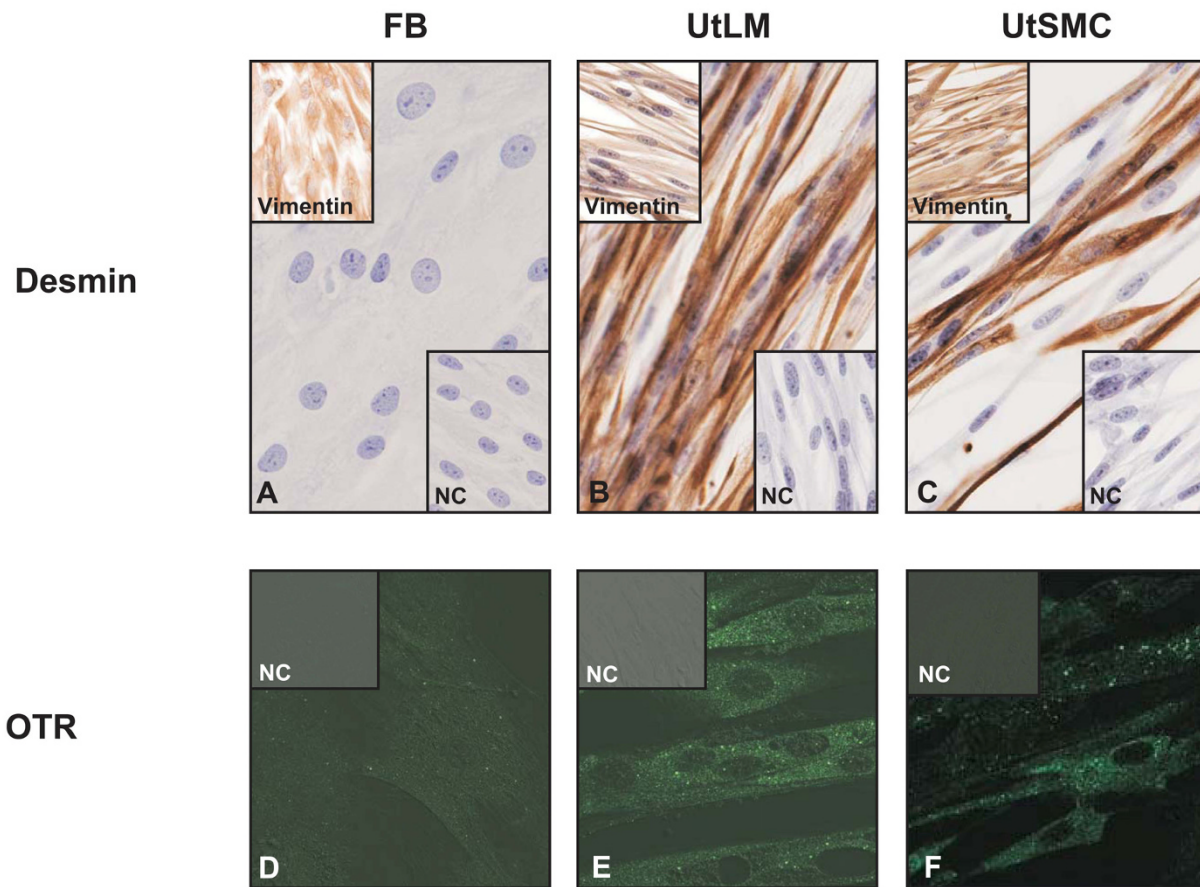 FB
UtLM
UtSMC
Desmin
Vimentin
Vimentin
Vimentin
A
NC
B
NC
C
NC
OTR
NC
NC
NC
D
E
F